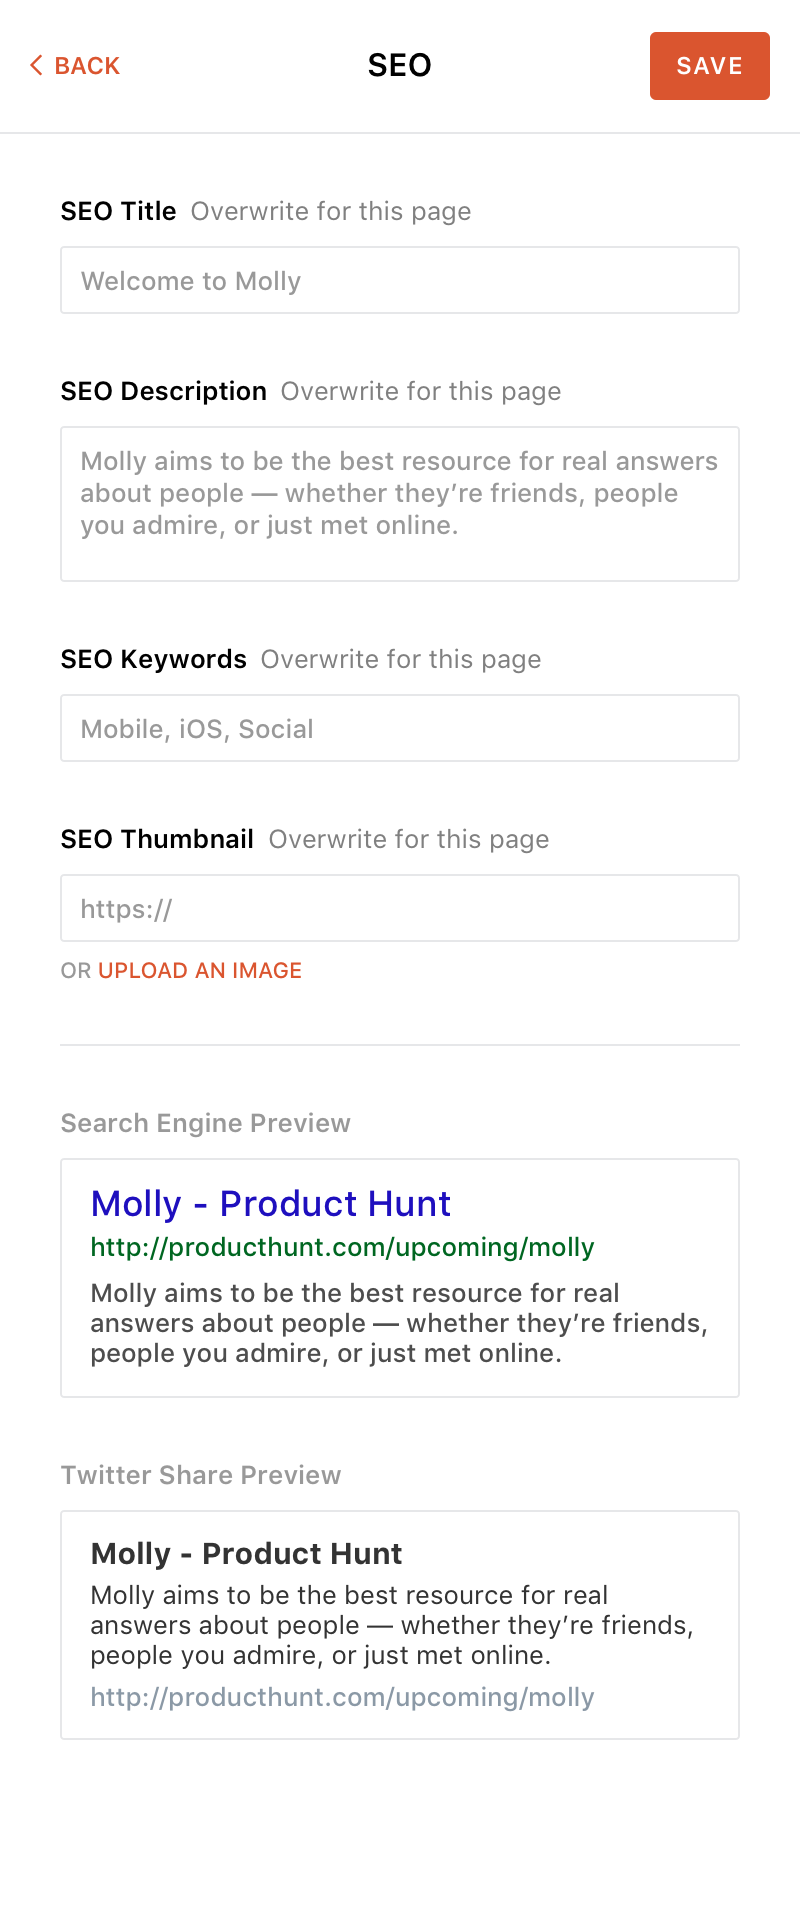 BACK
SEO
SAVE
SEO Title Overwrite for this page
Welcome to Molly
SEO Description Overwrite for this page
Molly aims to be the best resource for real answers
about people — whether they’re friends, people
you admire, or just met online.
SEO Keywords Overwrite for this page
Mobile, iOS, Social
SEO Thumbnail Overwrite for this page
https://
OR UPLOAD AN IMAGE
Search Engine Preview
Molly - Product Hunt
http://producthunt.com/upcoming/molly
Molly aims to be the best resource for real
answers about people — whether they’re friends,
people you admire, or just met online.
Twitter Share Preview
Molly - Product Hunt
Molly aims to be the best resource for real
answers about people — whether they’re friends,
people you admire, or just met online.
http://producthunt.com/upcoming/molly